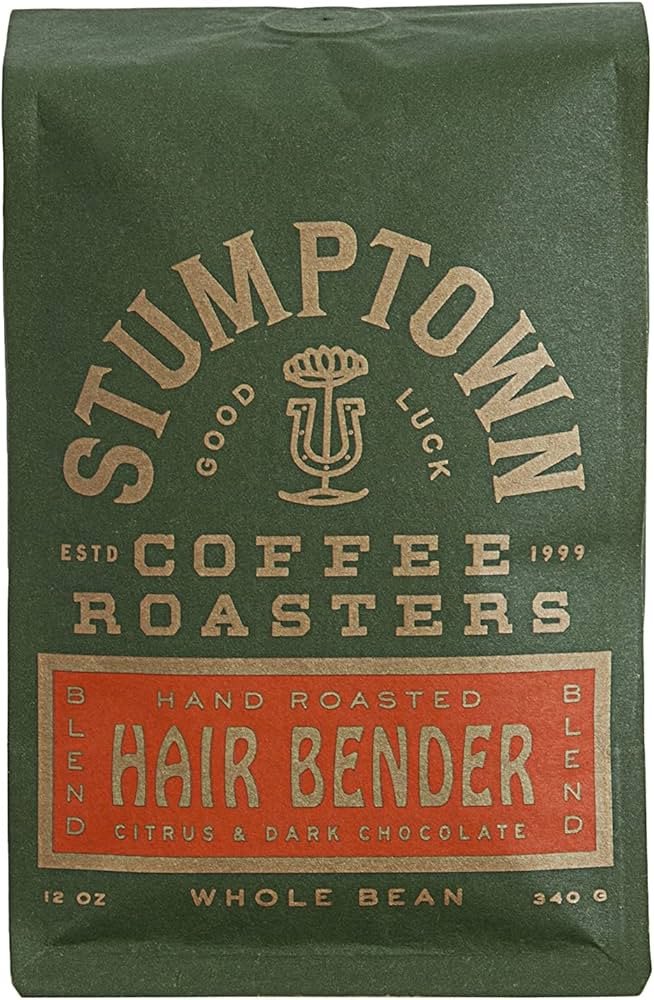 STUMPTOWN
GOOD LUCK
ESTD COFFEE 1999
ROASTERS
BLEND
HAND ROASTED
HAIR BENDER
CITRUS & DARK CHOCOLATE
BLEND
12 OZ WHOLE BEAN 340 G